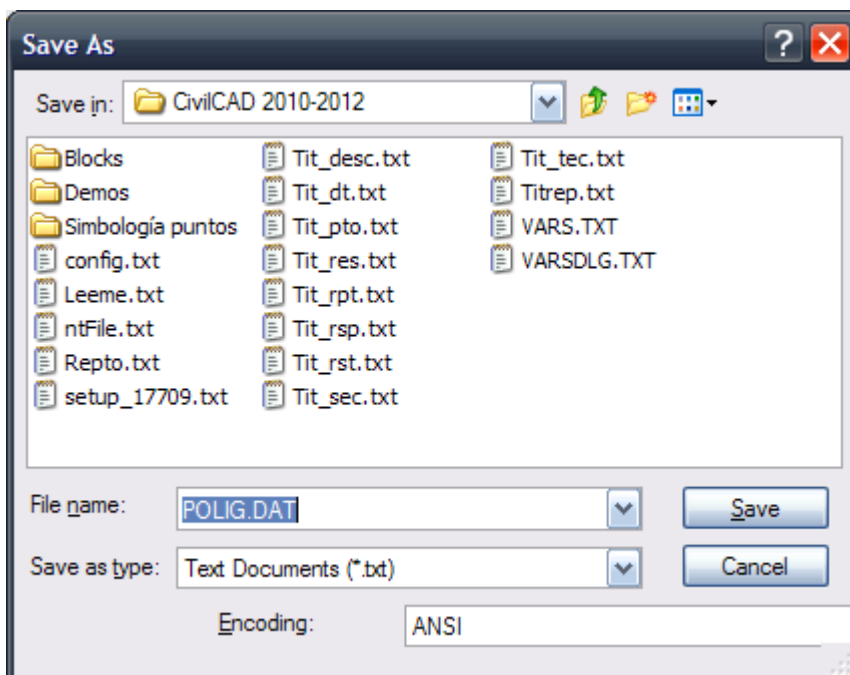 Save As
Save in: CivilCAD 2010-2012
Blocks
Demos
Simbología puntos
config.txt
Leeme.txt
ntFile.txt
Repto.txt
setup_17709.txt
Tit_desc.txt
Tit_dt.txt
Tit_pto.txt
Tit_res.txt
Tit_rpt.txt
Tit_rsp.txt
Tit_rst.txt
Tit_sec.txt
Tit_tec.txt
Titrep.txt
VARS.TXT
VARSDLG.TXT
File name: POLIG.DAT Save
Save as type: Text Documents (*.txt) Cancel
Encoding: ANSI